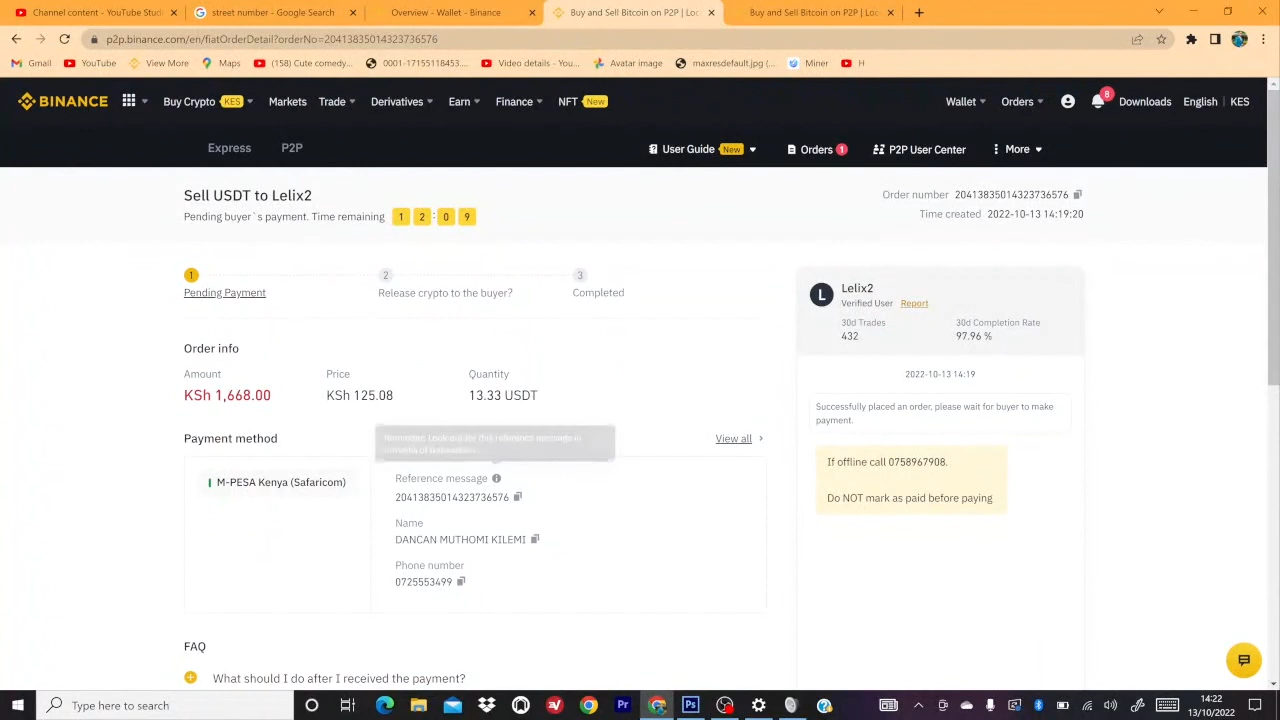 Channel content - YouTube Studi
street number - Google Search
Overview - Wallet - Binance
Buy and Sell Bitcoin on P2P | Loc
Buy and Sell Bitcoin on P2P | Loc
p2p.binance.com/en/fiatOrderDetail?orderNo=20413835014323736576
Gmail
YouTube
View More
Maps
(158) Cute comedy...
0001-17155118453....
Video details - You...
Avatar image
maxresdefault.jpg (...
Miner
H
BINANCE
Buy Crypto KES
Markets
Trade
Derivatives
Earn
Finance
NFT New
Wallet
Orders
8
Downloads
English | KES
Express
P2P
User Guide New
Orders 1
P2P User Center
More
Sell USDT to Lelix2
Pending buyer`s payment. Time remaining 1 2 : 0 9
Order number 20413835014323736576
Time created 2022-10-13 14:19:20
1
2
3
Pending Payment
Release crypto to the buyer?
Completed
Order info
Amount
Price
Quantity
KSh 1,668.00
KSh 125.08
13.33 USDT
Payment method
View all
M-PESA Kenya (Safaricom)
Reference message
20413835014323736576
Name
DANCAN MUTHOMI KILEMI
Phone number
0725553499
FAQ
What should I do after I received the payment?
L
Lelix2
Verified User Report
30d Trades
30d Completion Rate
432
97.96 %
2022-10-13 14:19
Successfully placed an order, please wait for buyer to make
payment.
If offline call 0758967908.
Do NOT mark as paid before paying
Type here to search
14:22
13/10/2022